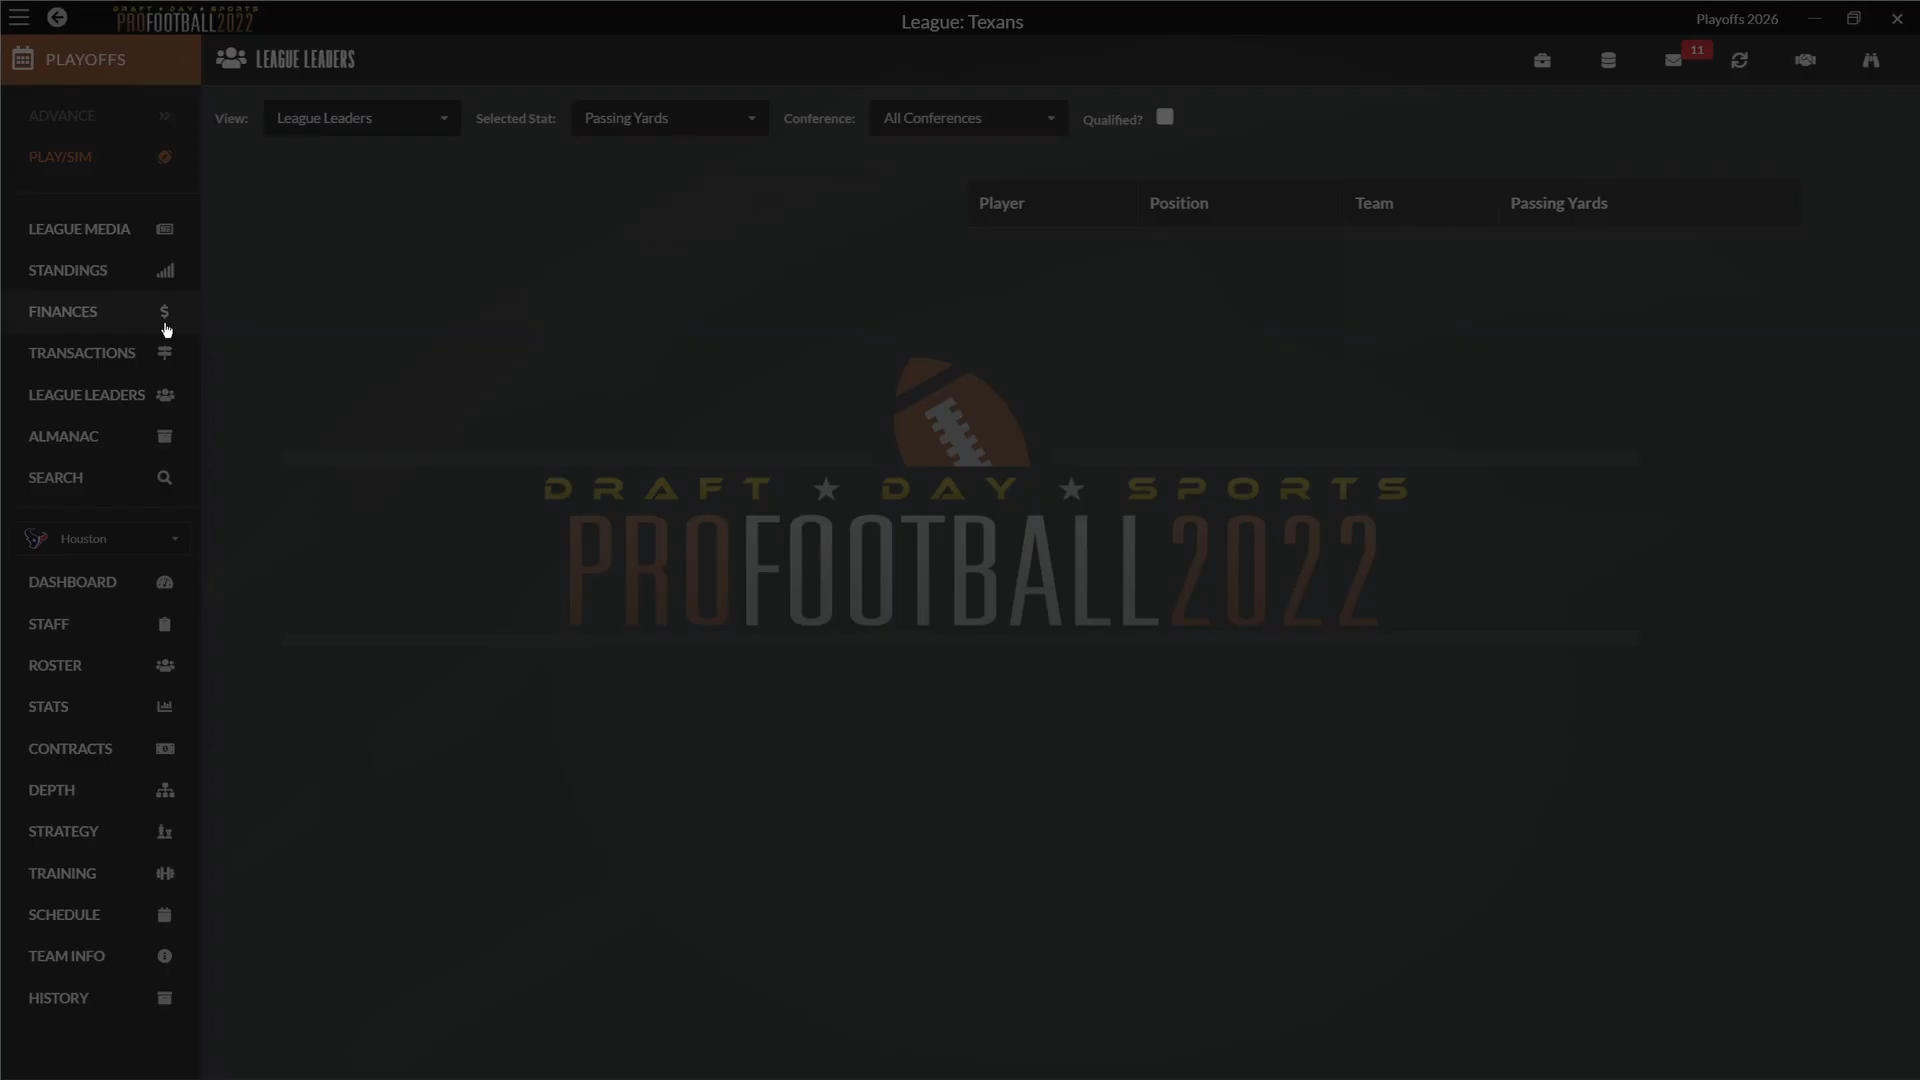 DRAFT ★ DAY ★ SPORTS
PROFOOTBALL2022
League: Texans
Playoffs 2026
PLAYOFFS
LEAGUE LEADERS
11
ADVANCE
PLAY/SIM
View:
League Leaders
Selected Stat:
Passing Yards
Conference:
All Conferences
Qualified?
Player
Position
Team
Passing Yards
LEAGUE MEDIA
STANDINGS
FINANCES
TRANSACTIONS
LEAGUE LEADERS
ALMANAC
SEARCH
Houston
DASHBOARD
STAFF
ROSTER
STATS
CONTRACTS
DEPTH
STRATEGY
TRAINING
SCHEDULE
TEAM INFO
HISTORY
DRAFT ★ DAY ★ SPORTS
PROFOOTBALL2022